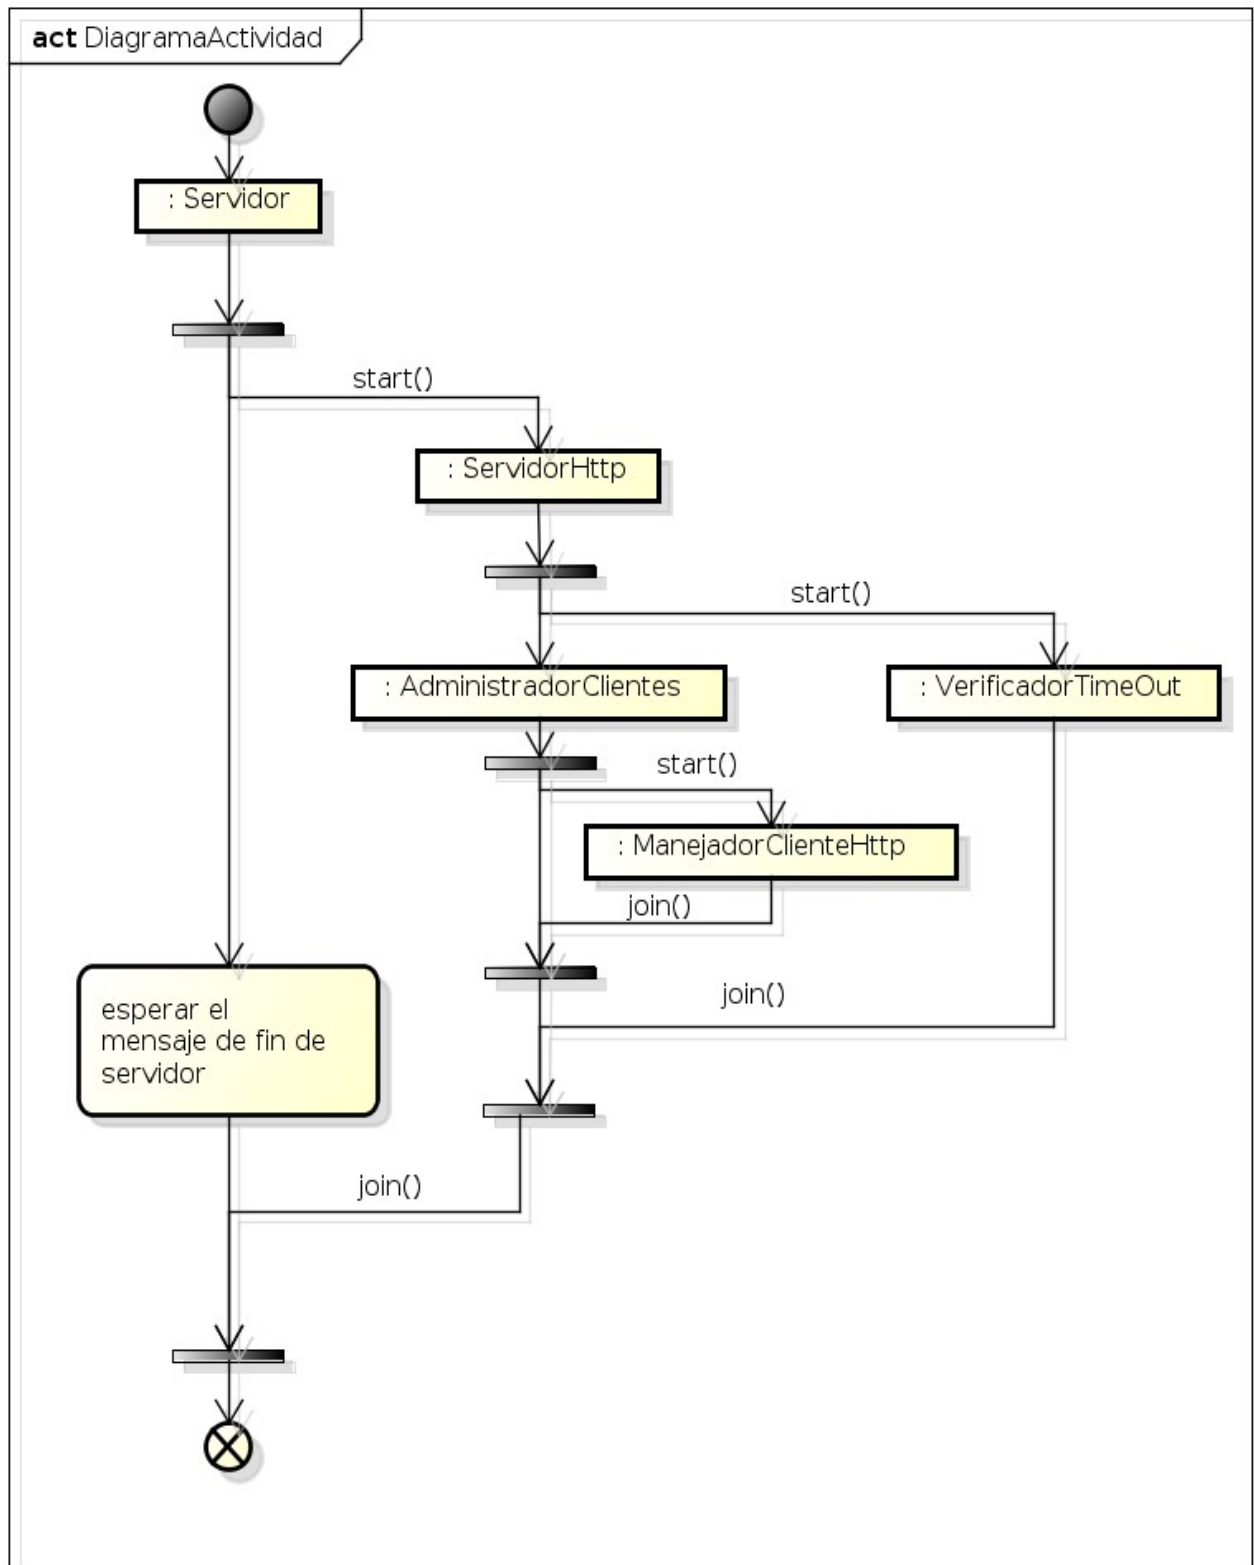 act DiagramaActividad
: Servidor
start()
: ServidorHttp
start()
: AdministradorClientes
: VerificadorTimeOut
start()
: ManejadorClienteHttp
join()
join()
esperar el
mensaje de fin de
servidor
join()